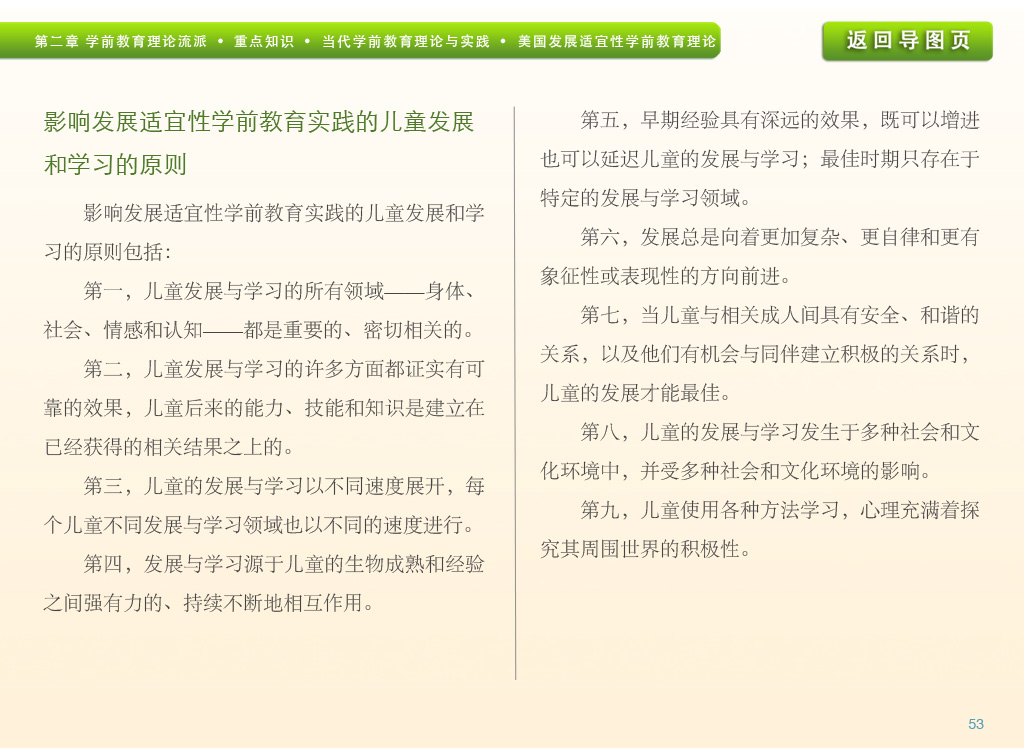 第二章 学前教育理论流派 • 重点知识 • 当代学前教育理论与实践 • 美国发展适宜性学前教育理论
返回导图页
影响发展适宜性学前教育实践的儿童发展
和学习的原则
影响发展适宜性学前教育实践的儿童发展和学
习的原则包括：
第一，儿童发展与学习的所有领域——身体、
社会、情感和认知——都是重要的、密切相关的。
第二，儿童发展与学习的许多方面都证实有可
靠的效果，儿童后来的能力、技能和知识是建立在
已经获得的相关结果之上的。
第三，儿童的发展与学习以不同速度展开，每
个儿童不同发展与学习领域也以不同的速度进行。
第四，发展与学习源于儿童的生物成熟和经验
之间强有力的、持续不断地相互作用。
第五，早期经验具有深远的效果，既可以增进
也可以延迟儿童的发展与学习；最佳时期只存在于
特定的发展与学习领域。
第六，发展总是向着更加复杂、更自律和更有
象征性或表现性的方向前进。
第七，当儿童与相关成人间具有安全、和谐的
关系，以及他们有机会与同伴建立积极的关系时，
儿童的发展才能最佳。
第八，儿童的发展与学习发生于多种社会和文
化环境中，并受多种社会和文化环境的影响。
第九，儿童使用各种方法学习，心理充满着探
究其周围世界的积极性。
53